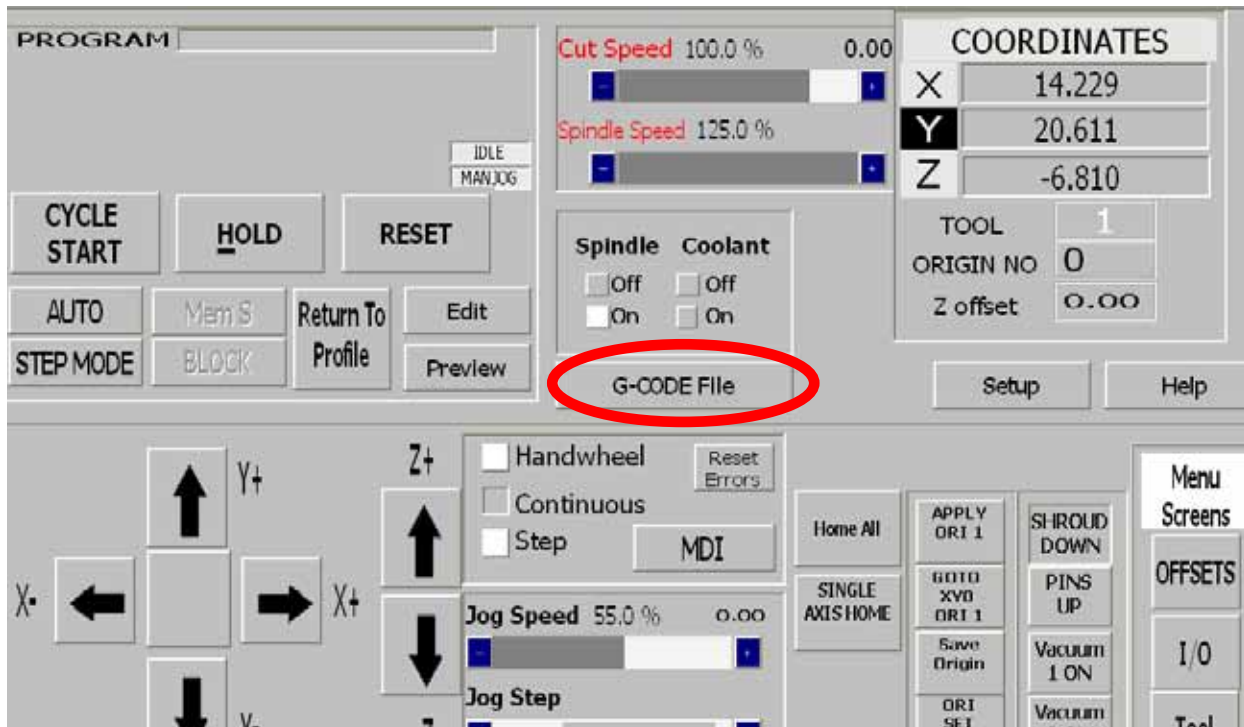 PROGRAM
IDLE
MANJOG
CYCLE
START
HOLD
RESET
AUTO
Mem S
Return To
Profile
Edit
STEP MODE
BLOCK
Preview
Cut Speed 100.0 % 0.00
-
+
Spindle Speed 125.0 %
-
+
Spindle Coolant
Off Off
On On
G-CODE File
COORDINATES
X 14.229
Y 20.611
Z -6.810
TOOL 1
ORIGIN NO 0
Z offset 0.00
Setup
Help
Y+
X-
X+
Z+
Handwheel
Reset
Errors
Continuous
Step
MDI
Jog Speed 55.0 % 0.00
-
+
Jog Step
Home All
SINGLE
AXIS HOME
APPLY
ORI 1
GOTO
XY0
ORI 1
Save
Origin
ORI
SET
SHROUD
DOWN
PINS
UP
Vacuum
1 ON
Vacuum
Menu
Screens
OFFSETS
I/O
Tool